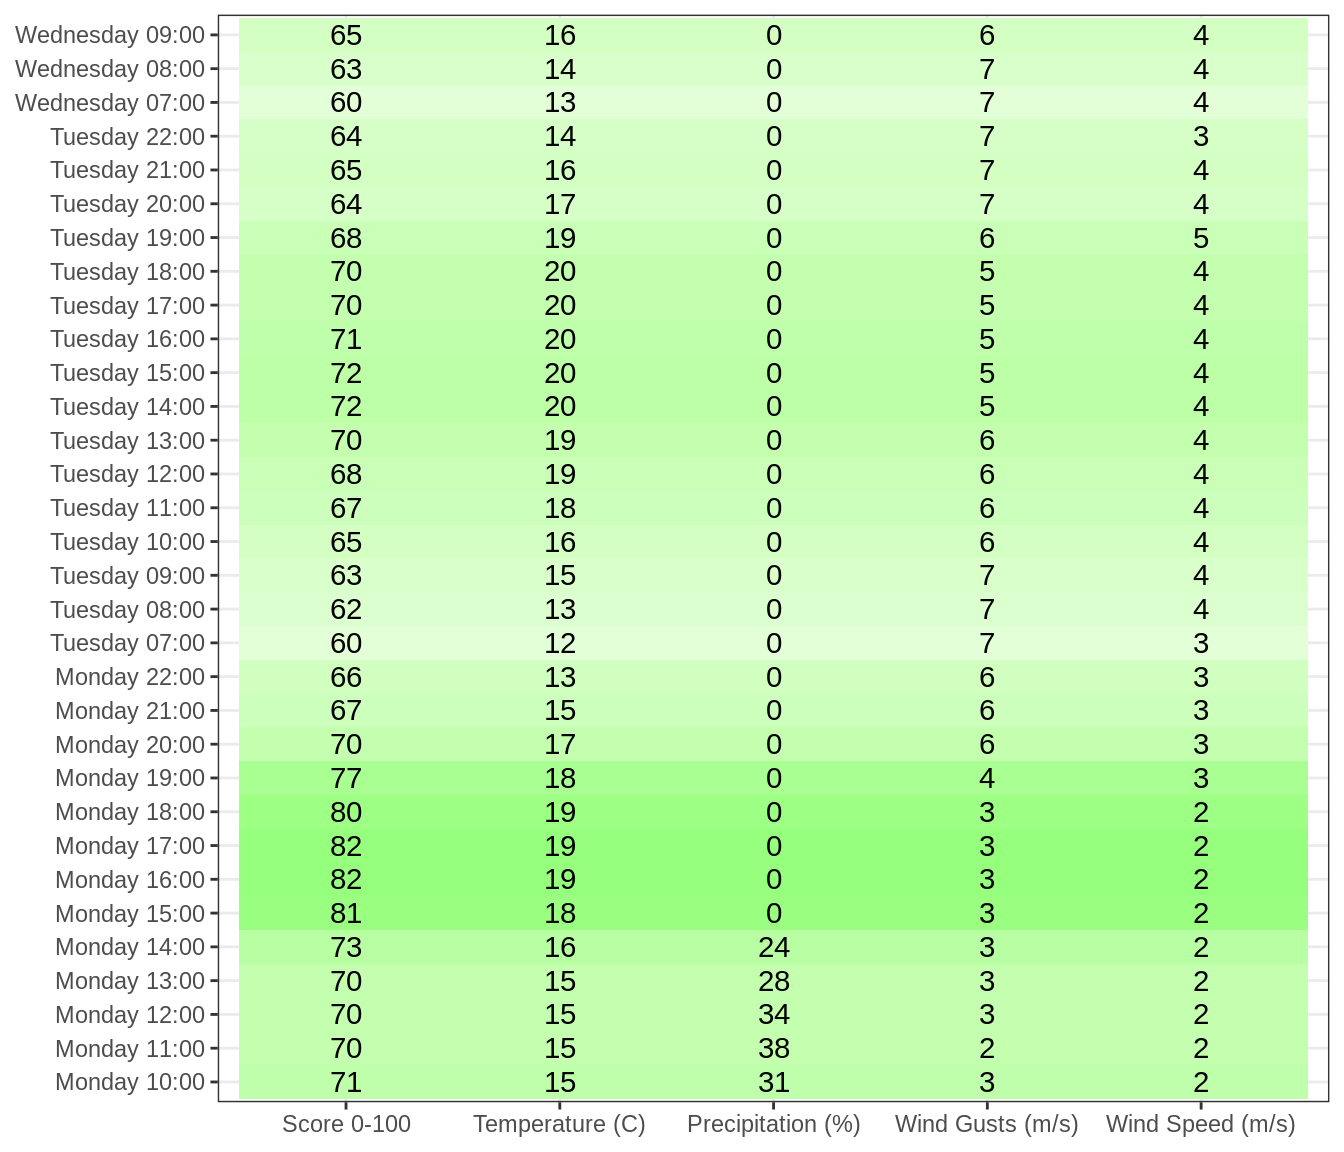 Wednesday 09:00 65 16 0 6 4
Wednesday 08:00 63 14 0 7 4
Wednesday 07:00 60 13 0 7 4
Tuesday 22:00 64 14 0 7 3
Tuesday 21:00 65 16 0 7 4
Tuesday 20:00 64 17 0 7 4
Tuesday 19:00 68 19 0 6 5
Tuesday 18:00 70 20 0 5 4
Tuesday 17:00 70 20 0 5 4
Tuesday 16:00 71 20 0 5 4
Tuesday 15:00 72 20 0 5 4
Tuesday 14:00 72 20 0 5 4
Tuesday 13:00 70 19 0 6 4
Tuesday 12:00 68 19 0 6 4
Tuesday 11:00 67 18 0 6 4
Tuesday 10:00 65 16 0 6 4
Tuesday 09:00 63 15 0 7 4
Tuesday 08:00 62 13 0 7 4
Tuesday 07:00 60 12 0 7 3
Monday 22:00 66 13 0 6 3
Monday 21:00 67 15 0 6 3
Monday 20:00 70 17 0 6 3
Monday 19:00 77 18 0 4 3
Monday 18:00 80 19 0 3 2
Monday 17:00 82 19 0 3 2
Monday 16:00 82 19 0 3 2
Monday 15:00 81 18 0 3 2
Monday 14:00 73 16 24 3 2
Monday 13:00 70 15 28 3 2
Monday 12:00 70 15 34 3 2
Monday 11:00 70 15 38 2 2
Monday 10:00 71 15 31 3 2
Score 0-100 Temperature (C) Precipitation (%) Wind Gusts (m/s) Wind Speed (m/s)